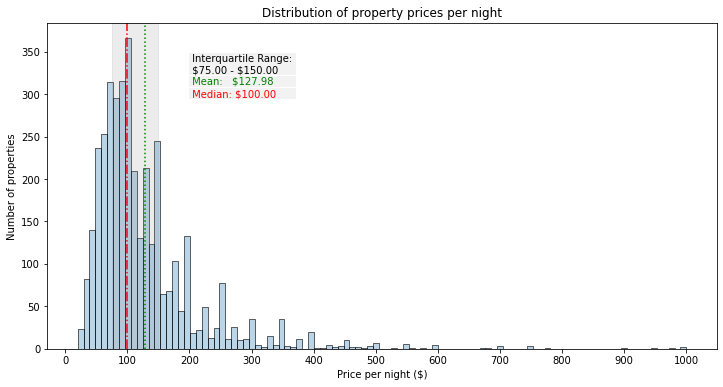 Distribution of property prices per night
Interquartile Range:
$75.00 - $150.00
Mean: $127.98
Median: $100.00
Number of properties
350
300
250
200
150
100
50
0
0 100 200 300 400 500 600 700 800 900 1000
Price per night ($)